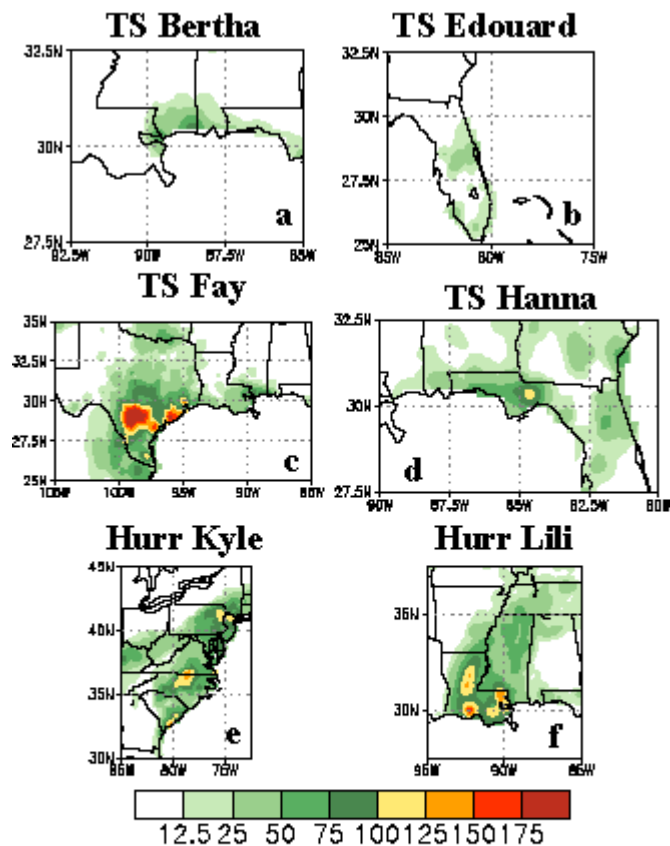 TS Bertha TS Edouard
32.5N 35N
30N 30N
27.5N
a b
27.5N 25N
82.5W 90W 87.5W 85W 85W 80W 75W
TS Fay TS Hanna
35N 32.5N
32.5N
30N 30N
27.5N
c d
25N 27.5N
105W 100W 95W 90W 85W 90W 87.5W 85W 82.5W 80W
Hurr Kyle Hurr Lili
45N
40N 35N
35N
e 30N f
30N
85W 80W 75W 95W 90W 85W
12.5 25 50 75 100 125 150 175